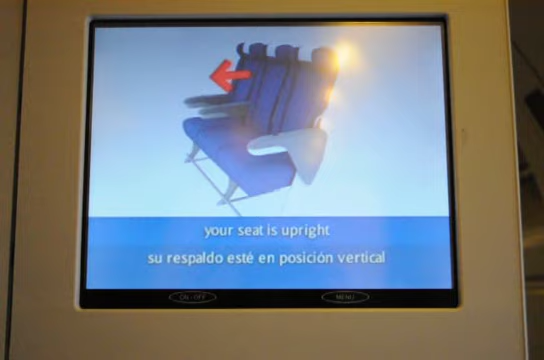 your seat is upright
su respaldo esté en posición vertical
ON / OFF
MENU